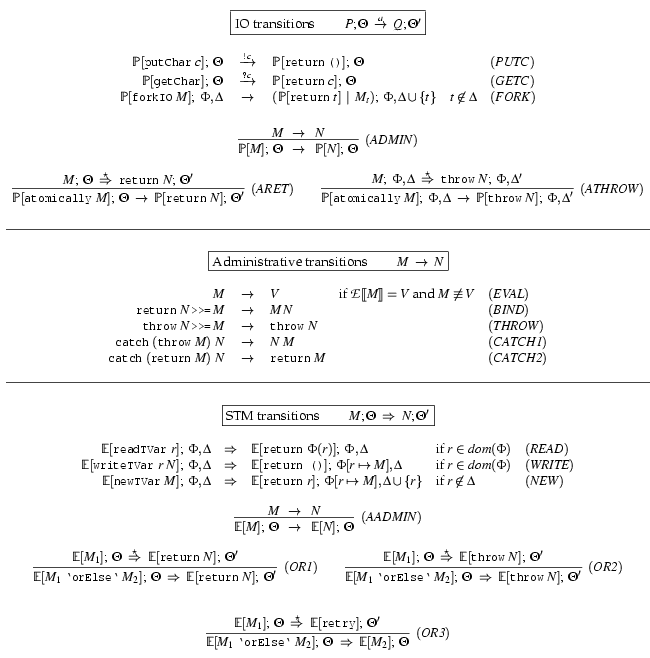 IO transitions P; Θ →a Q; Θ′
ℙ[putChar c]; Θ →!c ℙ[return ()]; Θ (PUTC)
ℙ[getChar]; Θ →?c ℙ[return c]; Θ (GETC)
ℙ[forkIO M]; Φ,Δ → (ℙ[return t] | Mₜ); Φ,Δ∪{t} t ∉ Δ (FORK)
M → N
ℙ[M]; Θ → ℙ[N]; Θ (ADMIN)
M; Θ ⇒* return N; Θ′
ℙ[atomically M]; Θ → ℙ[return N]; Θ′ (ARET)
M; Φ,Δ ⇒* throw N; Φ,Δ′
ℙ[atomically M]; Φ,Δ → ℙ[throw N]; Φ,Δ′ (ATHROW)
Administrative transitions M → N
M → V if ℰ⟦M⟧ = V and M ≢ V (EVAL)
return N >>= M → M N (BIND)
throw N >>= M → throw N (THROW)
catch (throw M) N → N M (CATCH1)
catch (return M) N → return M (CATCH2)
STM transitions M; Θ ⇒ N; Θ′
𝔼[readTVar r]; Φ,Δ ⇒ 𝔼[return Φ(r)]; Φ,Δ if r ∈ dom(Φ) (READ)
𝔼[writeTVar r N]; Φ,Δ ⇒ 𝔼[return ()]; Φ[r ↦ M],Δ if r ∈ dom(Φ) (WRITE)
𝔼[newTVar M]; Φ,Δ ⇒ 𝔼[return r]; Φ[r ↦ M],Δ∪{r} if r ∉ Δ (NEW)
M → N
𝔼[M]; Θ → 𝔼[N]; Θ (AADMIN)
𝔼[M₁]; Θ ⇒* 𝔼[return N]; Θ′
𝔼[M₁ `orElse` M₂]; Θ ⇒ 𝔼[return N]; Θ′ (OR1)
𝔼[M₁]; Θ ⇒* 𝔼[throw N]; Θ′
𝔼[M₁ `orElse` M₂]; Θ ⇒ 𝔼[throw N]; Θ′ (OR2)
𝔼[M₁]; Θ ⇒* 𝔼[retry]; Θ′
𝔼[M₁ `orElse` M₂]; Θ ⇒ 𝔼[M₂]; Θ (OR3)